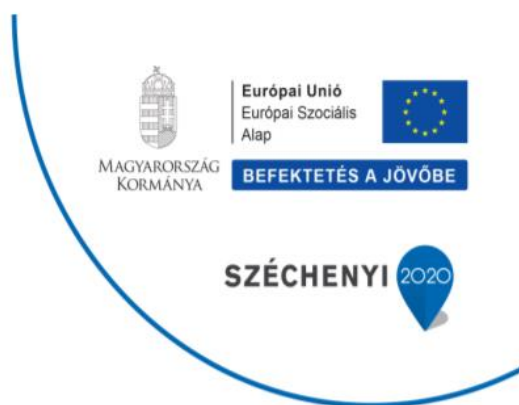 Európai Unió
Európai Szociális
Alap
MAGYARORSZÁG
KORMÁNYA
BEFEKTETÉS A JÖVŐBE
SZÉCHENYI 2020